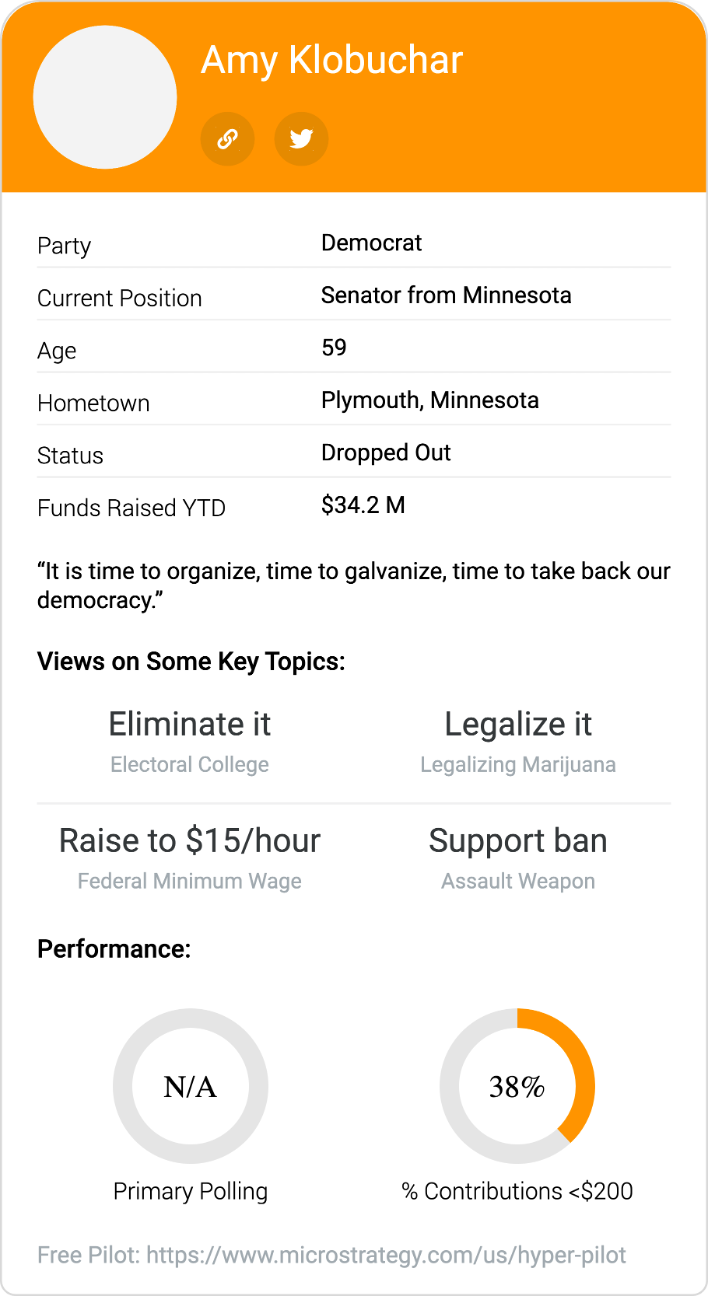 Amy Klobuchar
Party Democrat
Current Position Senator from Minnesota
Age 59
Hometown Plymouth, Minnesota
Status Dropped Out
Funds Raised YTD $34.2 M
“It is time to organize, time to galvanize, time to take back our
democracy.”
Views on Some Key Topics:
Eliminate it Legalize it
Electoral College Legalizing Marijuana
Raise to $15/hour Support ban
Federal Minimum Wage Assault Weapon
Performance:
N/A 38%
Primary Polling % Contributions <$200
Free Pilot: https://www.microstrategy.com/us/hyper-pilot